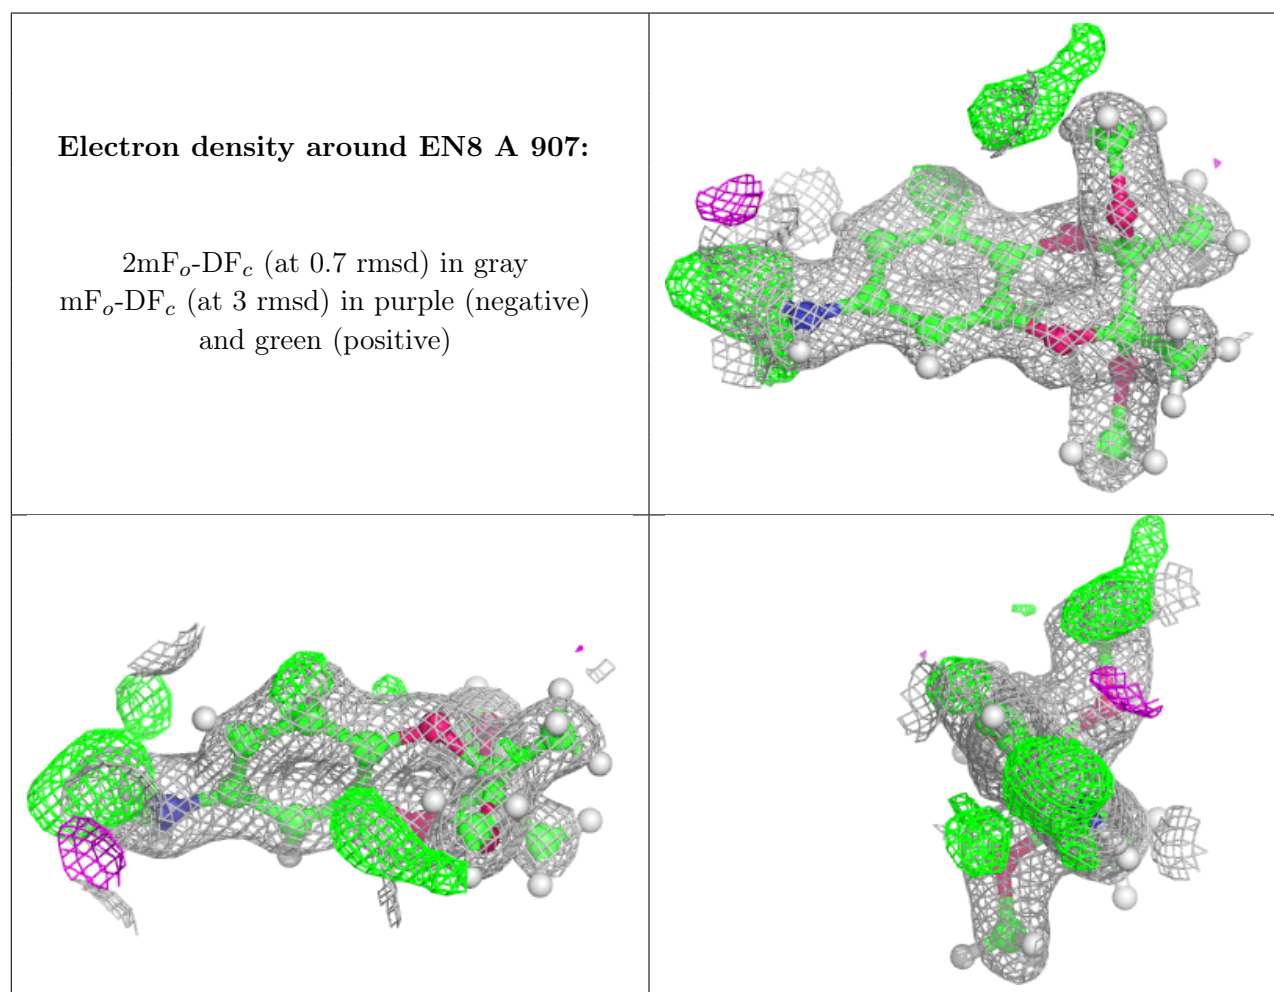 Electron density around EN8 A 907:
2mFₒ-DF𝒸 (at 0.7 rmsd) in gray
mFₒ-DF𝒸 (at 3 rmsd) in purple (negative)
and green (positive)